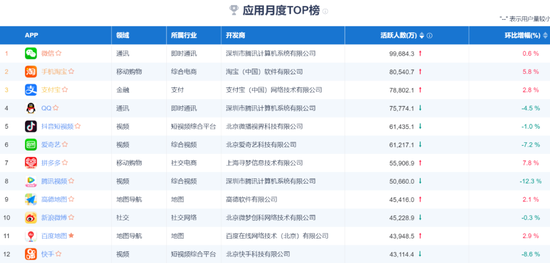 应用月度TOP榜
"--" 表示用户量较少
APP 领域 所属行业 开发商 活跃人数(万) 环比增幅(%)
1 微信 通讯 即时通讯 深圳市腾讯计算机系统有限公司 99,684.3 0.6 %
2 手机淘宝 移动购物 综合电商 淘宝（中国）软件有限公司 80,540.7 5.8 %
3 支付宝 金融 支付 支付宝（中国）网络技术有限公司 78,802.1 2.8 %
4 QQ 通讯 即时通讯 深圳市腾讯计算机系统有限公司 75,774.1 -4.5 %
5 抖音短视频 视频 短视频综合平台 北京微播视界科技有限公司 61,435.1 -1.0 %
6 爱奇艺 视频 综合视频 北京爱奇艺科技有限公司 61,217.1 -7.2 %
7 拼多多 移动购物 社交电商 上海寻梦信息技术有限公司 55,906.9 7.8 %
8 腾讯视频 视频 综合视频 深圳市腾讯计算机系统有限公司 50,660.0 -12.3 %
9 高德地图 地图导航 地图 高德软件有限公司 45,416.0 2.1 %
10 新浪微博 社交 社交网络 北京微梦创科网络技术有限公司 45,228.9 -0.3 %
11 百度地图 地图导航 地图 百度在线网络技术（北京）有限公司 43,948.5 2.9 %
12 快手 视频 短视频综合平台 北京快手科技有限公司 43,114.4 -8.8 %